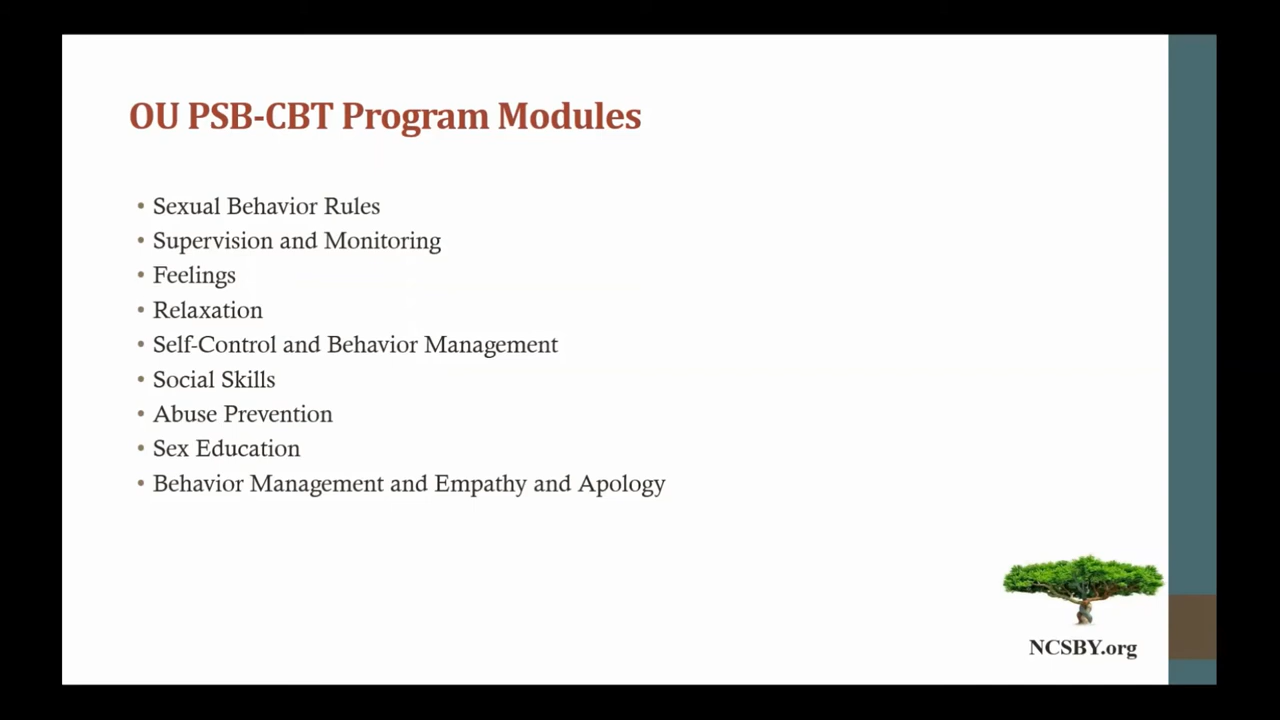 OU PSB-CBT Program Modules
• Sexual Behavior Rules
• Supervision and Monitoring
• Feelings
• Relaxation
• Self-Control and Behavior Management
• Social Skills
• Abuse Prevention
• Sex Education
• Behavior Management and Empathy and Apology
NCSBY.org